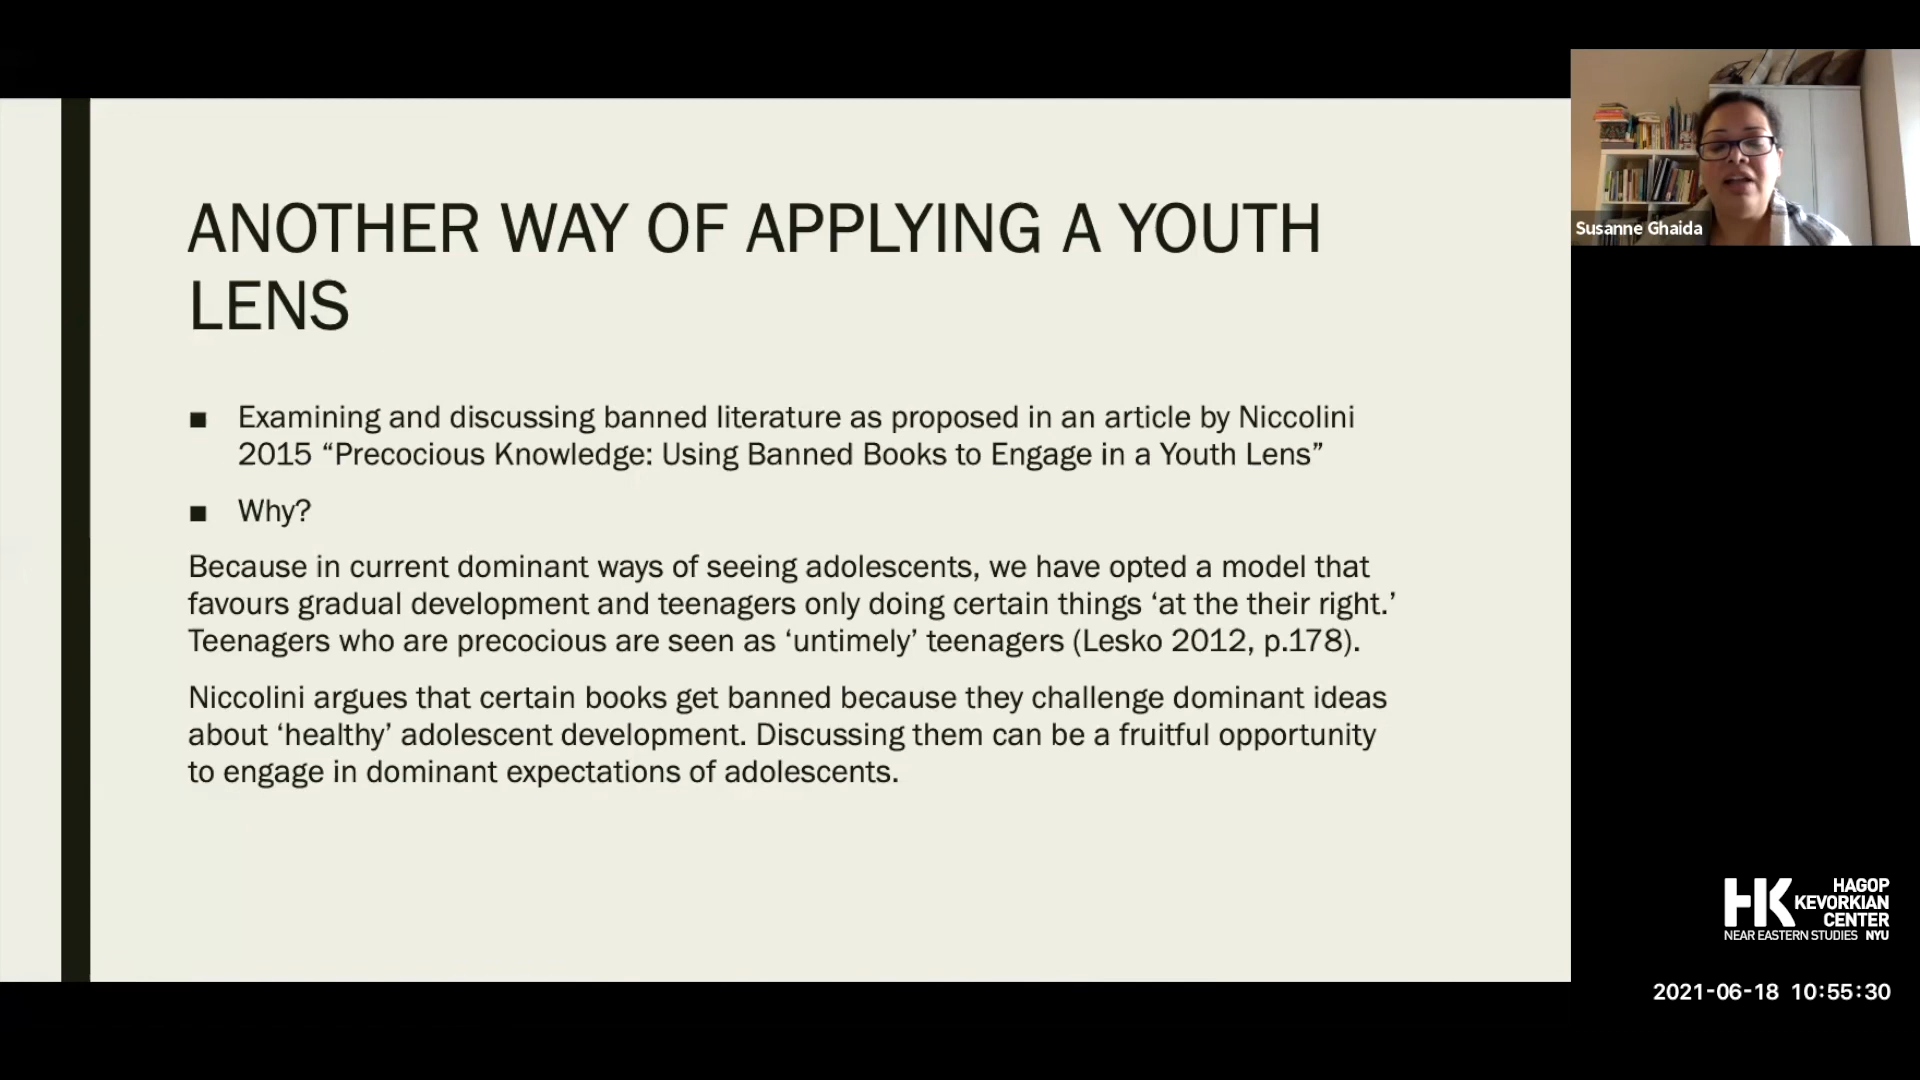 ANOTHER WAY OF APPLYING A YOUTH
LENS
■ Examining and discussing banned literature as proposed in an article by Niccolini
2015 “Precocious Knowledge: Using Banned Books to Engage in a Youth Lens”
■ Why?
Because in current dominant ways of seeing adolescents, we have opted a model that
favours gradual development and teenagers only doing certain things ‘at the their right.’
Teenagers who are precocious are seen as ‘untimely’ teenagers (Lesko 2012, p.178).
Niccolini argues that certain books get banned because they challenge dominant ideas
about ‘healthy’ adolescent development. Discussing them can be a fruitful opportunity
to engage in dominant expectations of adolescents.
Susanne Ghaida
HK
HAGOP
KEVORKIAN
CENTER
NEAR EASTERN STUDIES NYU
2021-06-18 10:55:30